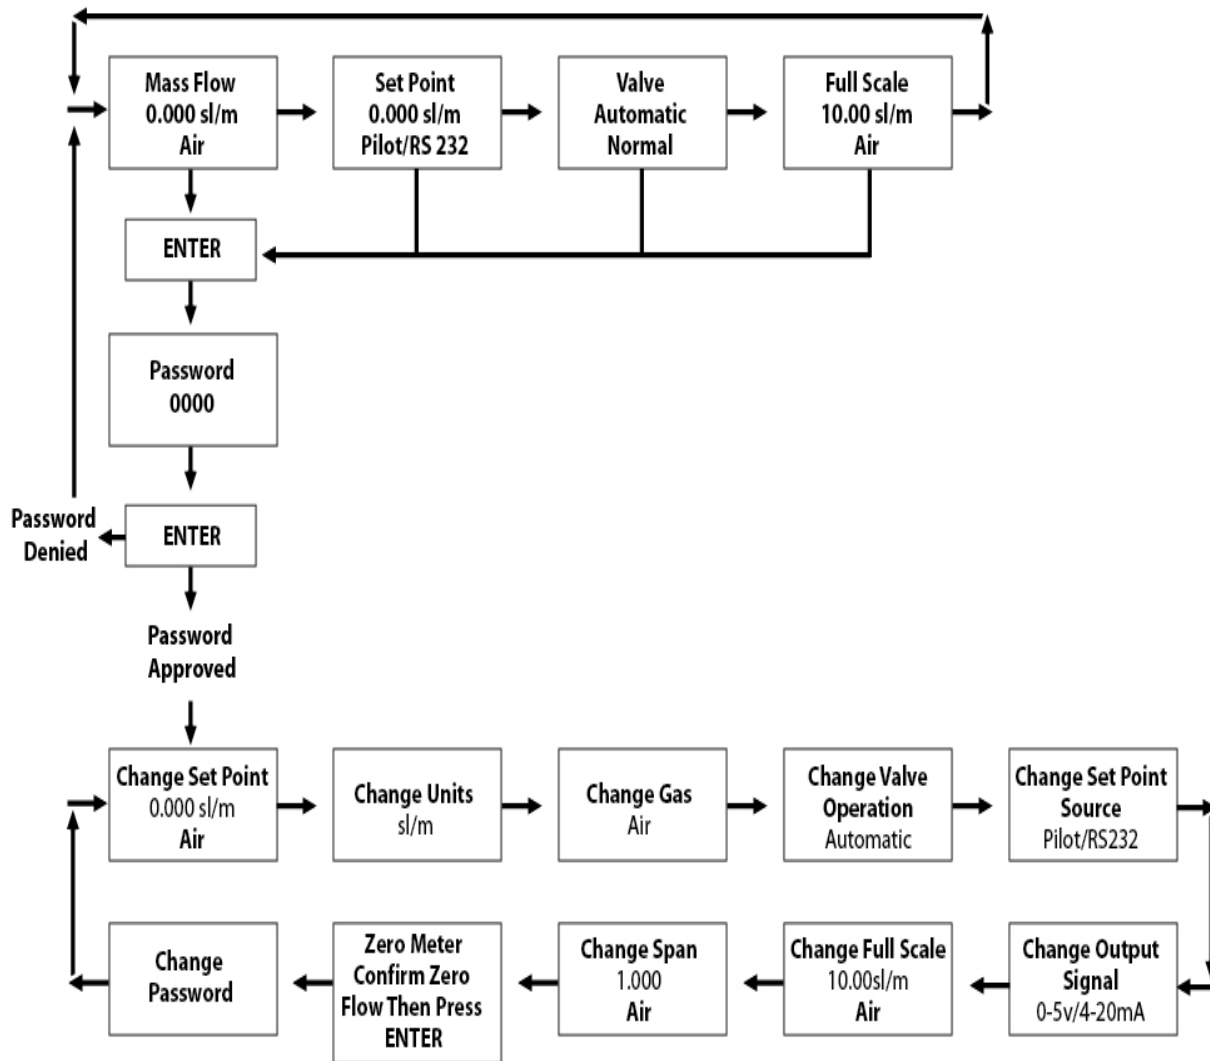 Mass Flow
0.000 sl/m
Air
Set Point
0.000 sl/m
Pilot/RS 232
Valve
Automatic
Normal
Full Scale
10.00 sl/m
Air
ENTER
Password
0000
Password
Denied
ENTER
Password
Approved
Change Set Point
0.000 sl/m
Air
Change Units
sl/m
Change Gas
Air
Change Valve
Operation
Automatic
Change Set Point
Source
Pilot/RS232
Change
Password
Zero Meter
Confirm Zero
Flow Then Press
ENTER
Change Span
1.000
Air
Change Full Scale
10.00sl/m
Air
Change Output
Signal
0-5v/4-20mA